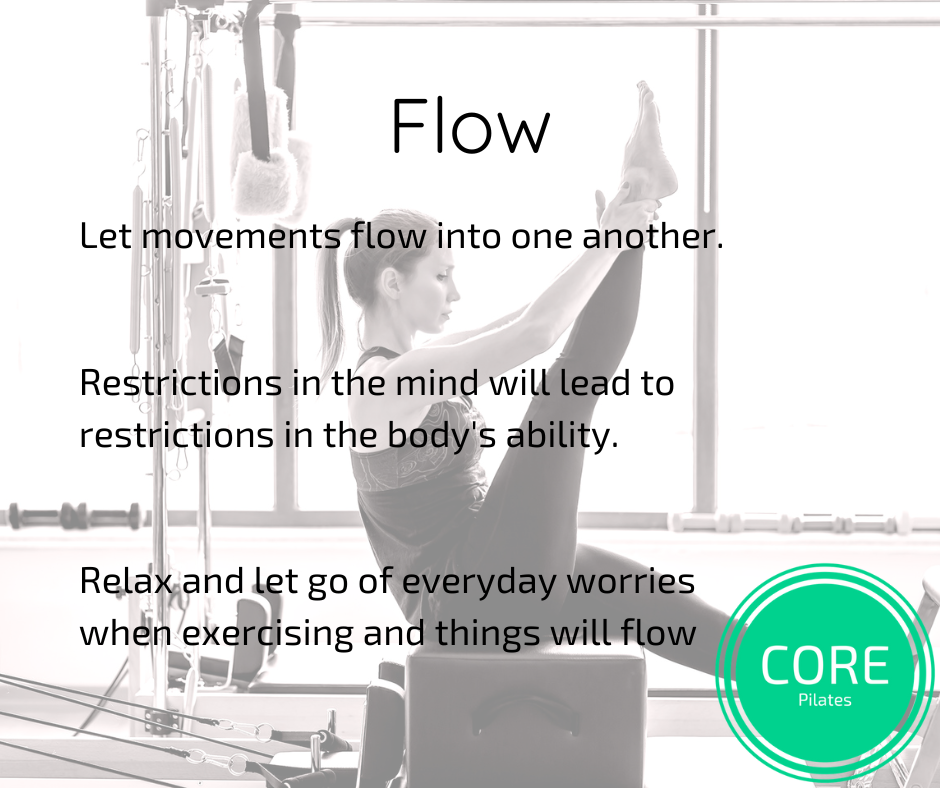 Flow
Let movements flow into one another.
Restrictions in the mind will lead to
restrictions in the body's ability.
Relax and let go of everyday worries
when exercising and things will flow
CORE
Pilates